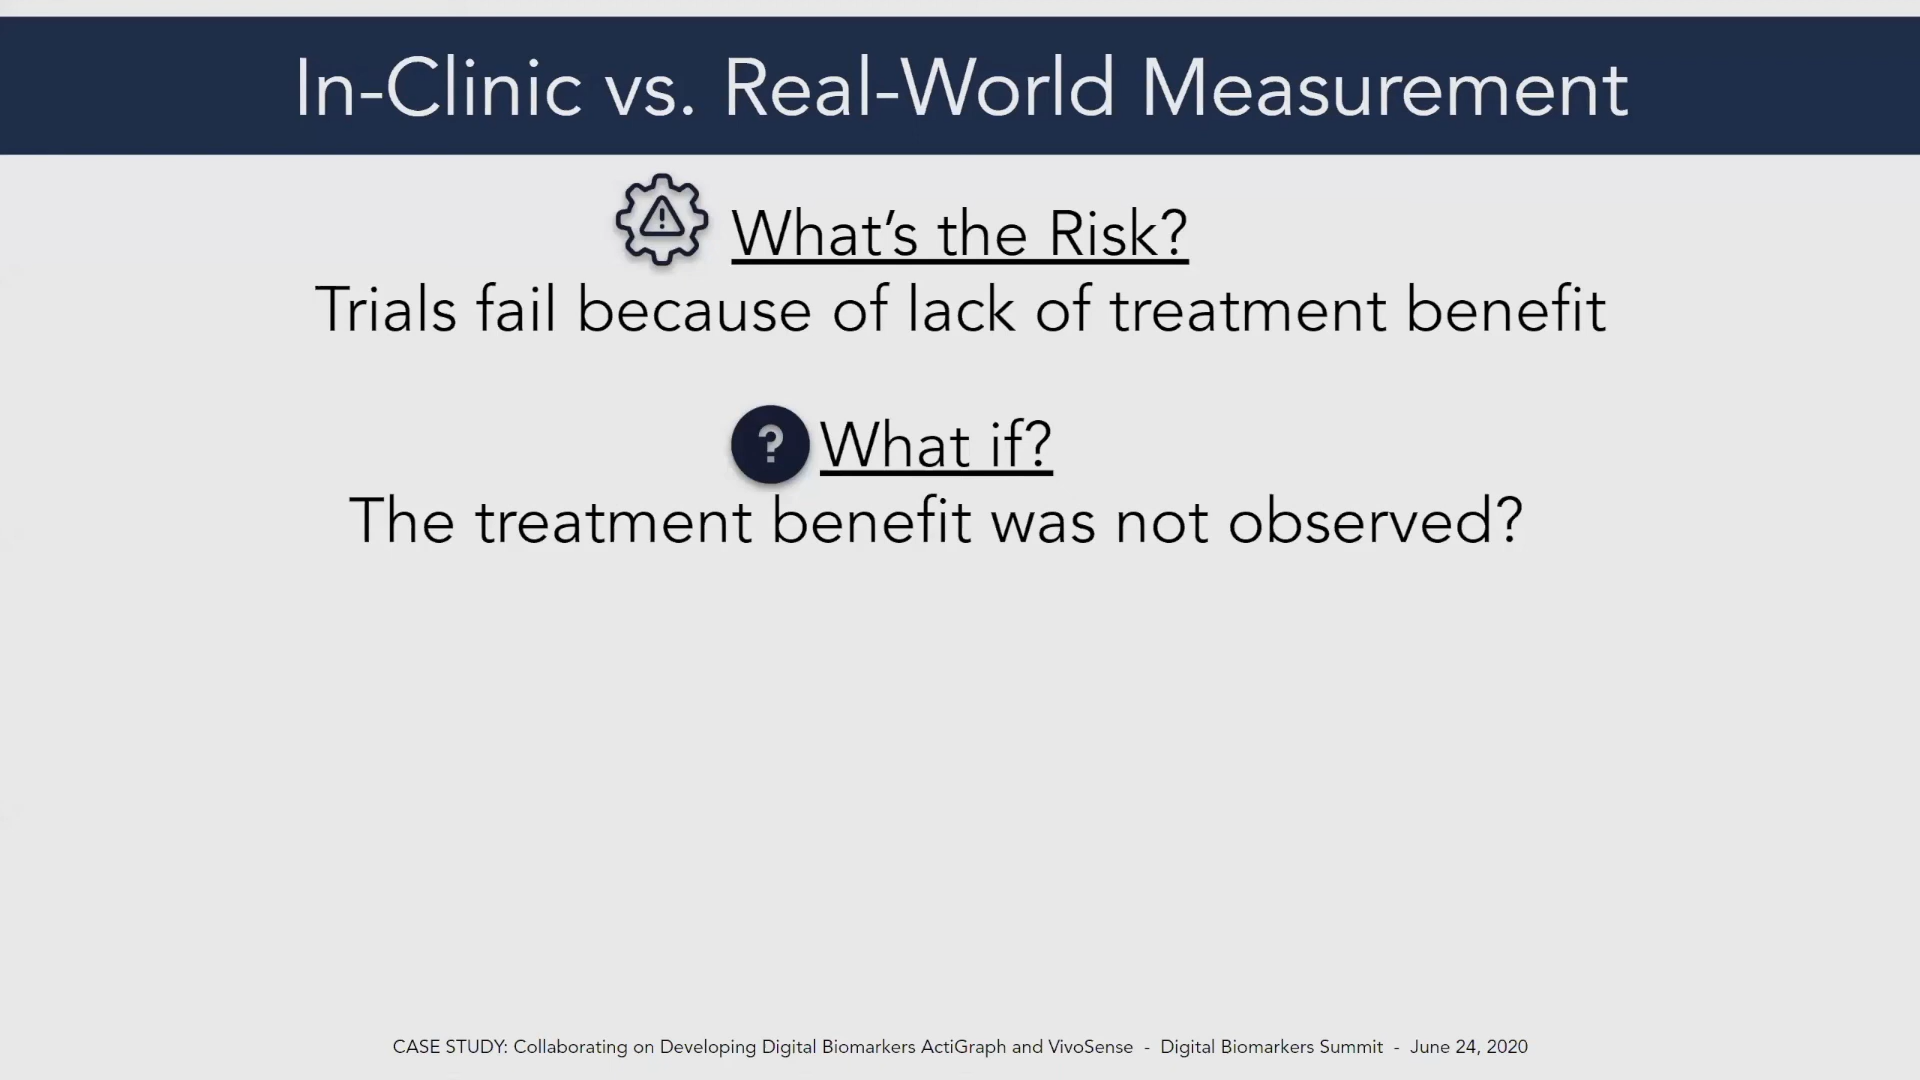 In-Clinic vs. Real-World Measurement
What’s the Risk?
Trials fail because of lack of treatment benefit
? What if?
The treatment benefit was not observed?
CASE STUDY: Collaborating on Developing Digital Biomarkers ActiGraph and VivoSense - Digital Biomarkers Summit - June 24, 2020